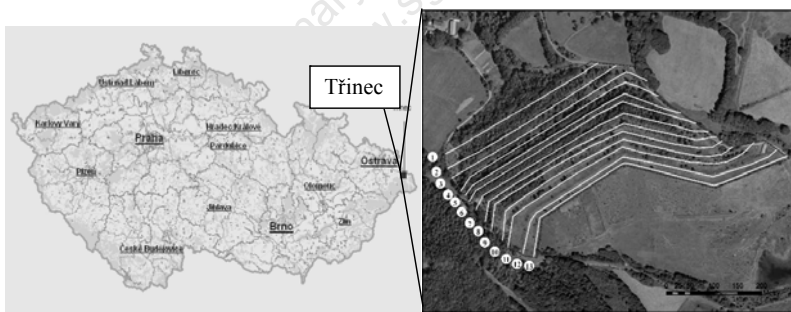 Třinec
Liberec
Ústí nad Labem
Karlovy Vary
Praha
Hradec Králové
Pardubice
Ostrava
Plzeň
Olomouc
Jihlava
Zlín
Brno
České Budějovice
1
2
3
4
5
6
7
8
9
10
11
12
13